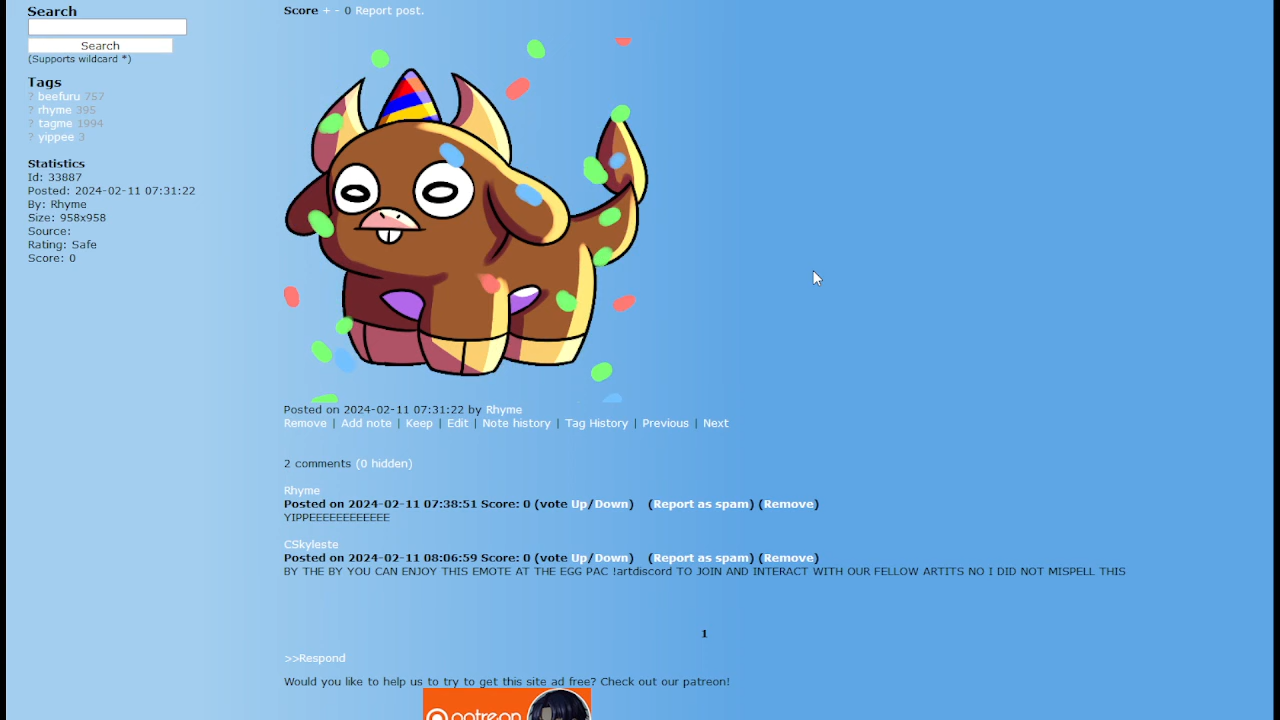 Search
Search
(Supports wildcard *)
Tags
? beefuru 757
? rhyme 395
? tagme 1994
? yippee 3
Statistics
Id: 33887
Posted: 2024-02-11 07:31:22
By: Rhyme
Size: 958x958
Source:
Rating: Safe
Score: 0
Score + - 0 Report post.
Posted on 2024-02-11 07:31:22 by Rhyme
Remove | Add note | Keep | Edit | Note history | Tag History | Previous | Next
2 comments (0 hidden)
Rhyme
Posted on 2024-02-11 07:38:51 Score: 0 (vote Up/Down) (Report as spam) (Remove)
YIPPEEEEEEEEEEEE
CSkyleste
Posted on 2024-02-11 08:06:59 Score: 0 (vote Up/Down) (Report as spam) (Remove)
BY THE BY YOU CAN ENJOY THIS EMOTE AT THE EGG PAC !artdiscord TO JOIN AND INTERACT WITH OUR FELLOW ARTITS NO I DID NOT MISPELL THIS
1
>>Respond
Would you like to help us to try to get this site ad free? Check out our patreon!
patreon